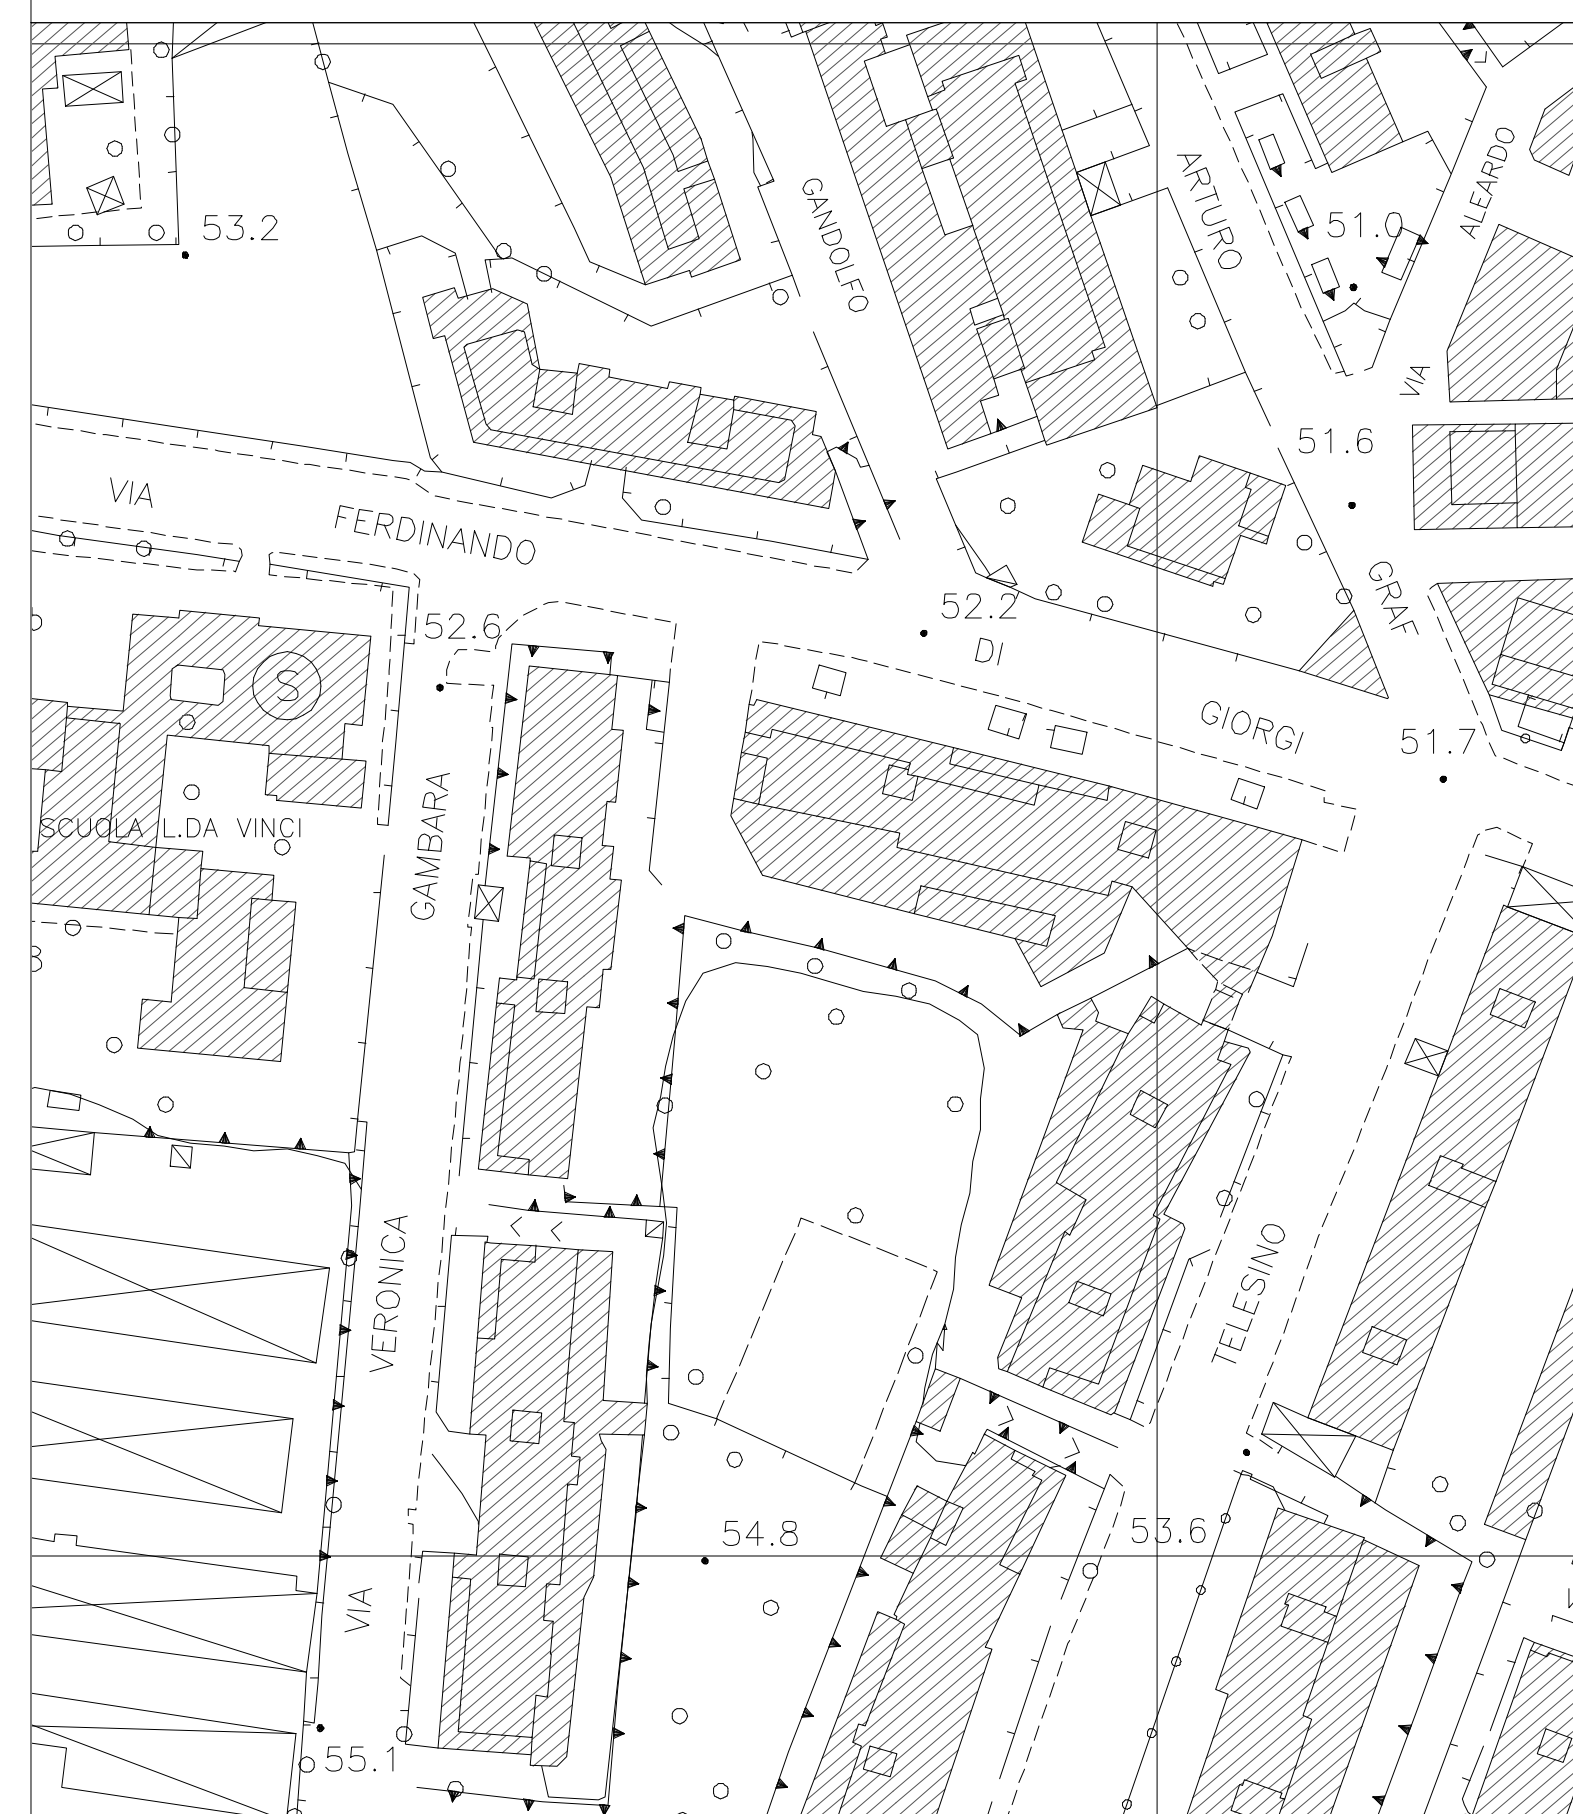 53.2
GANDOLFO
ARTURO
51.0
ALEARDO
VIA
51.6
VIA
FERDINANDO
GRAF
52.6
52.2
DI
S
GIORGI
51.7
SCUOLA L.DA VINCI
GAMBARA
VERONICA
TELESINO
54.8
53.6
VIA
55.1